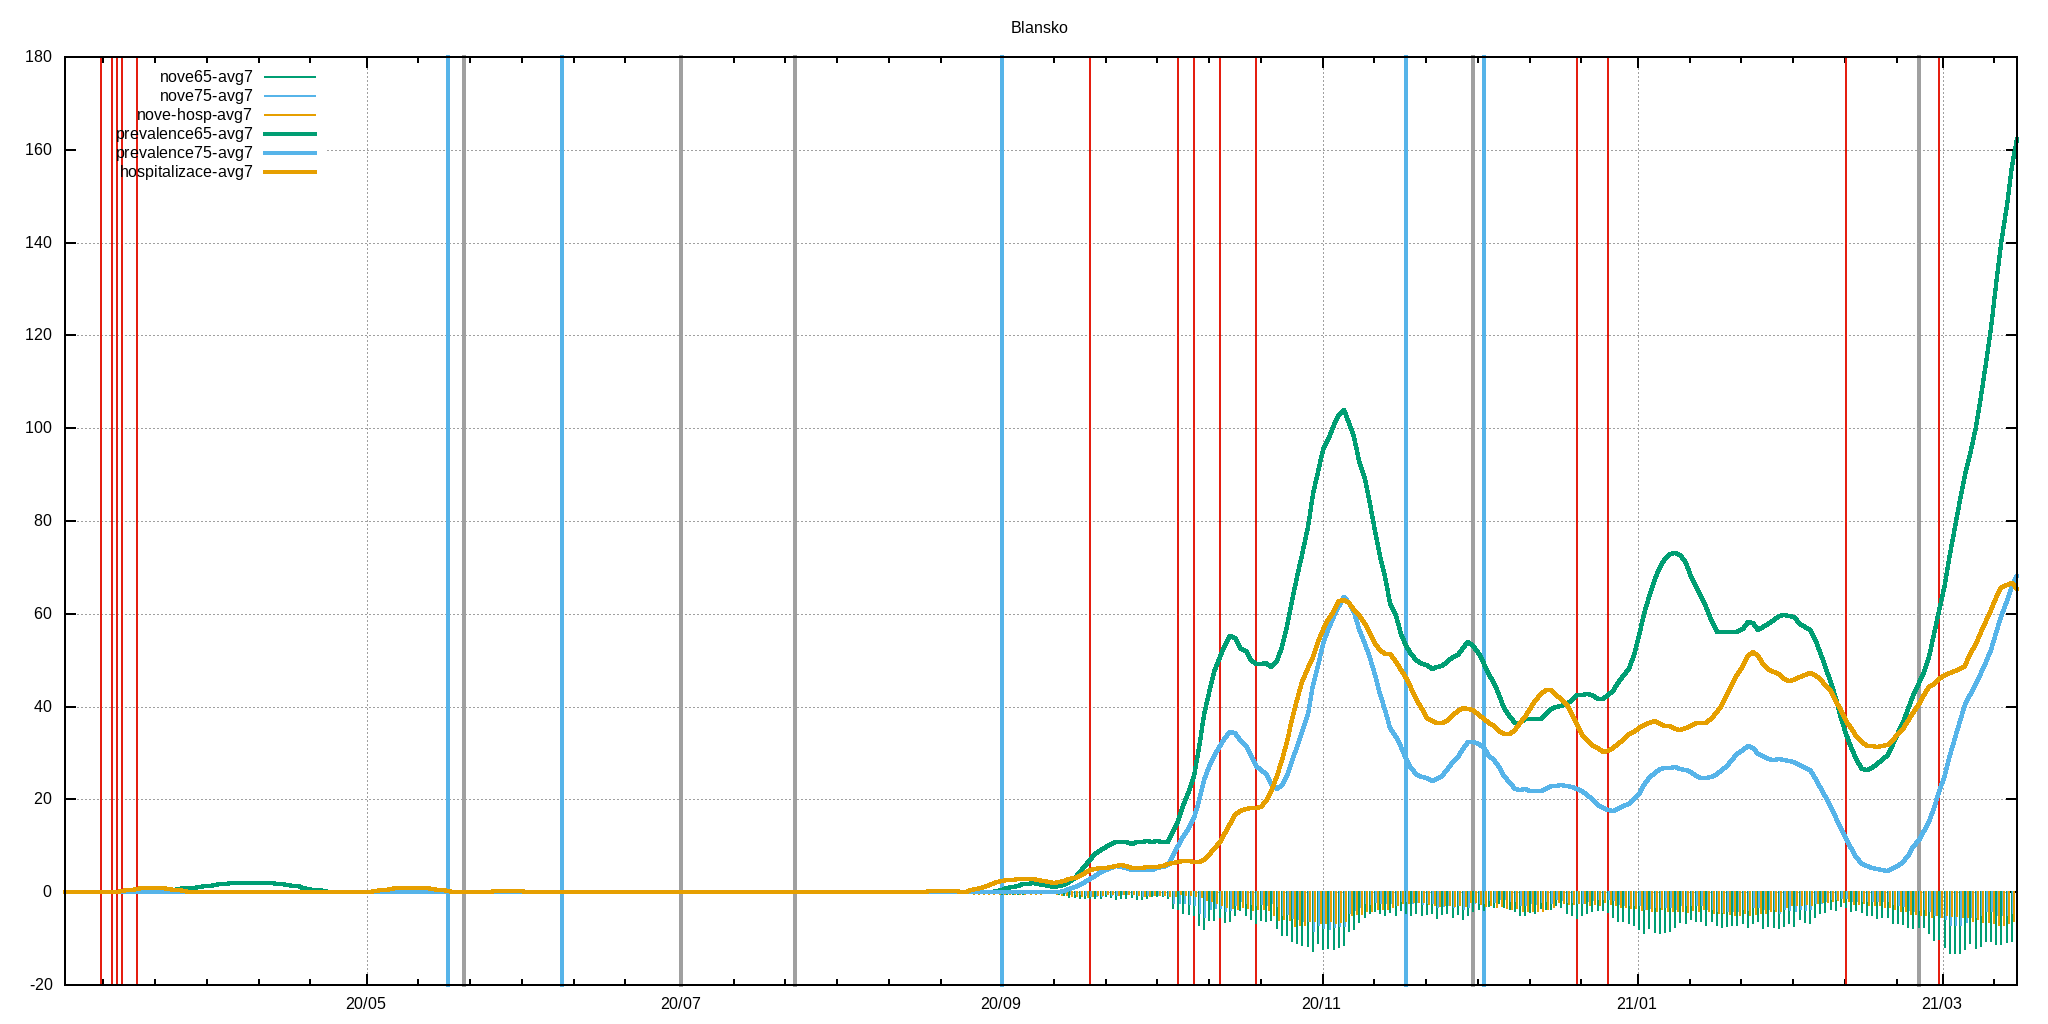 Blansko
180
160
140
120
100
80
60
40
20
0
-20
nove65-avg7
nove75-avg7
nove-hosp-avg7
prevalence65-avg7
prevalence75-avg7
hospitalizace-avg7
20/05
20/07
20/09
20/11
21/01
21/03